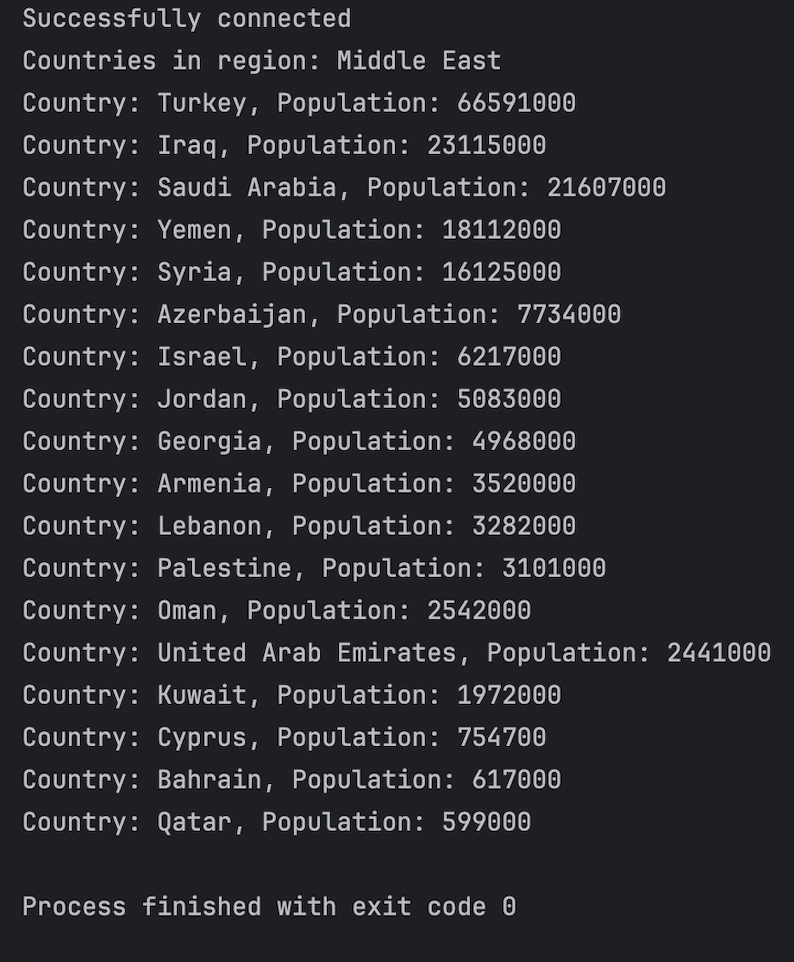 Successfully connected
Countries in region: Middle East
Country: Turkey, Population: 66591000
Country: Iraq, Population: 23115000
Country: Saudi Arabia, Population: 21607000
Country: Yemen, Population: 18112000
Country: Syria, Population: 16125000
Country: Azerbaijan, Population: 7734000
Country: Israel, Population: 6217000
Country: Jordan, Population: 5083000
Country: Georgia, Population: 4968000
Country: Armenia, Population: 3520000
Country: Lebanon, Population: 3282000
Country: Palestine, Population: 3101000
Country: Oman, Population: 2542000
Country: United Arab Emirates, Population: 2441000
Country: Kuwait, Population: 1972000
Country: Cyprus, Population: 754700
Country: Bahrain, Population: 617000
Country: Qatar, Population: 599000
Process finished with exit code 0